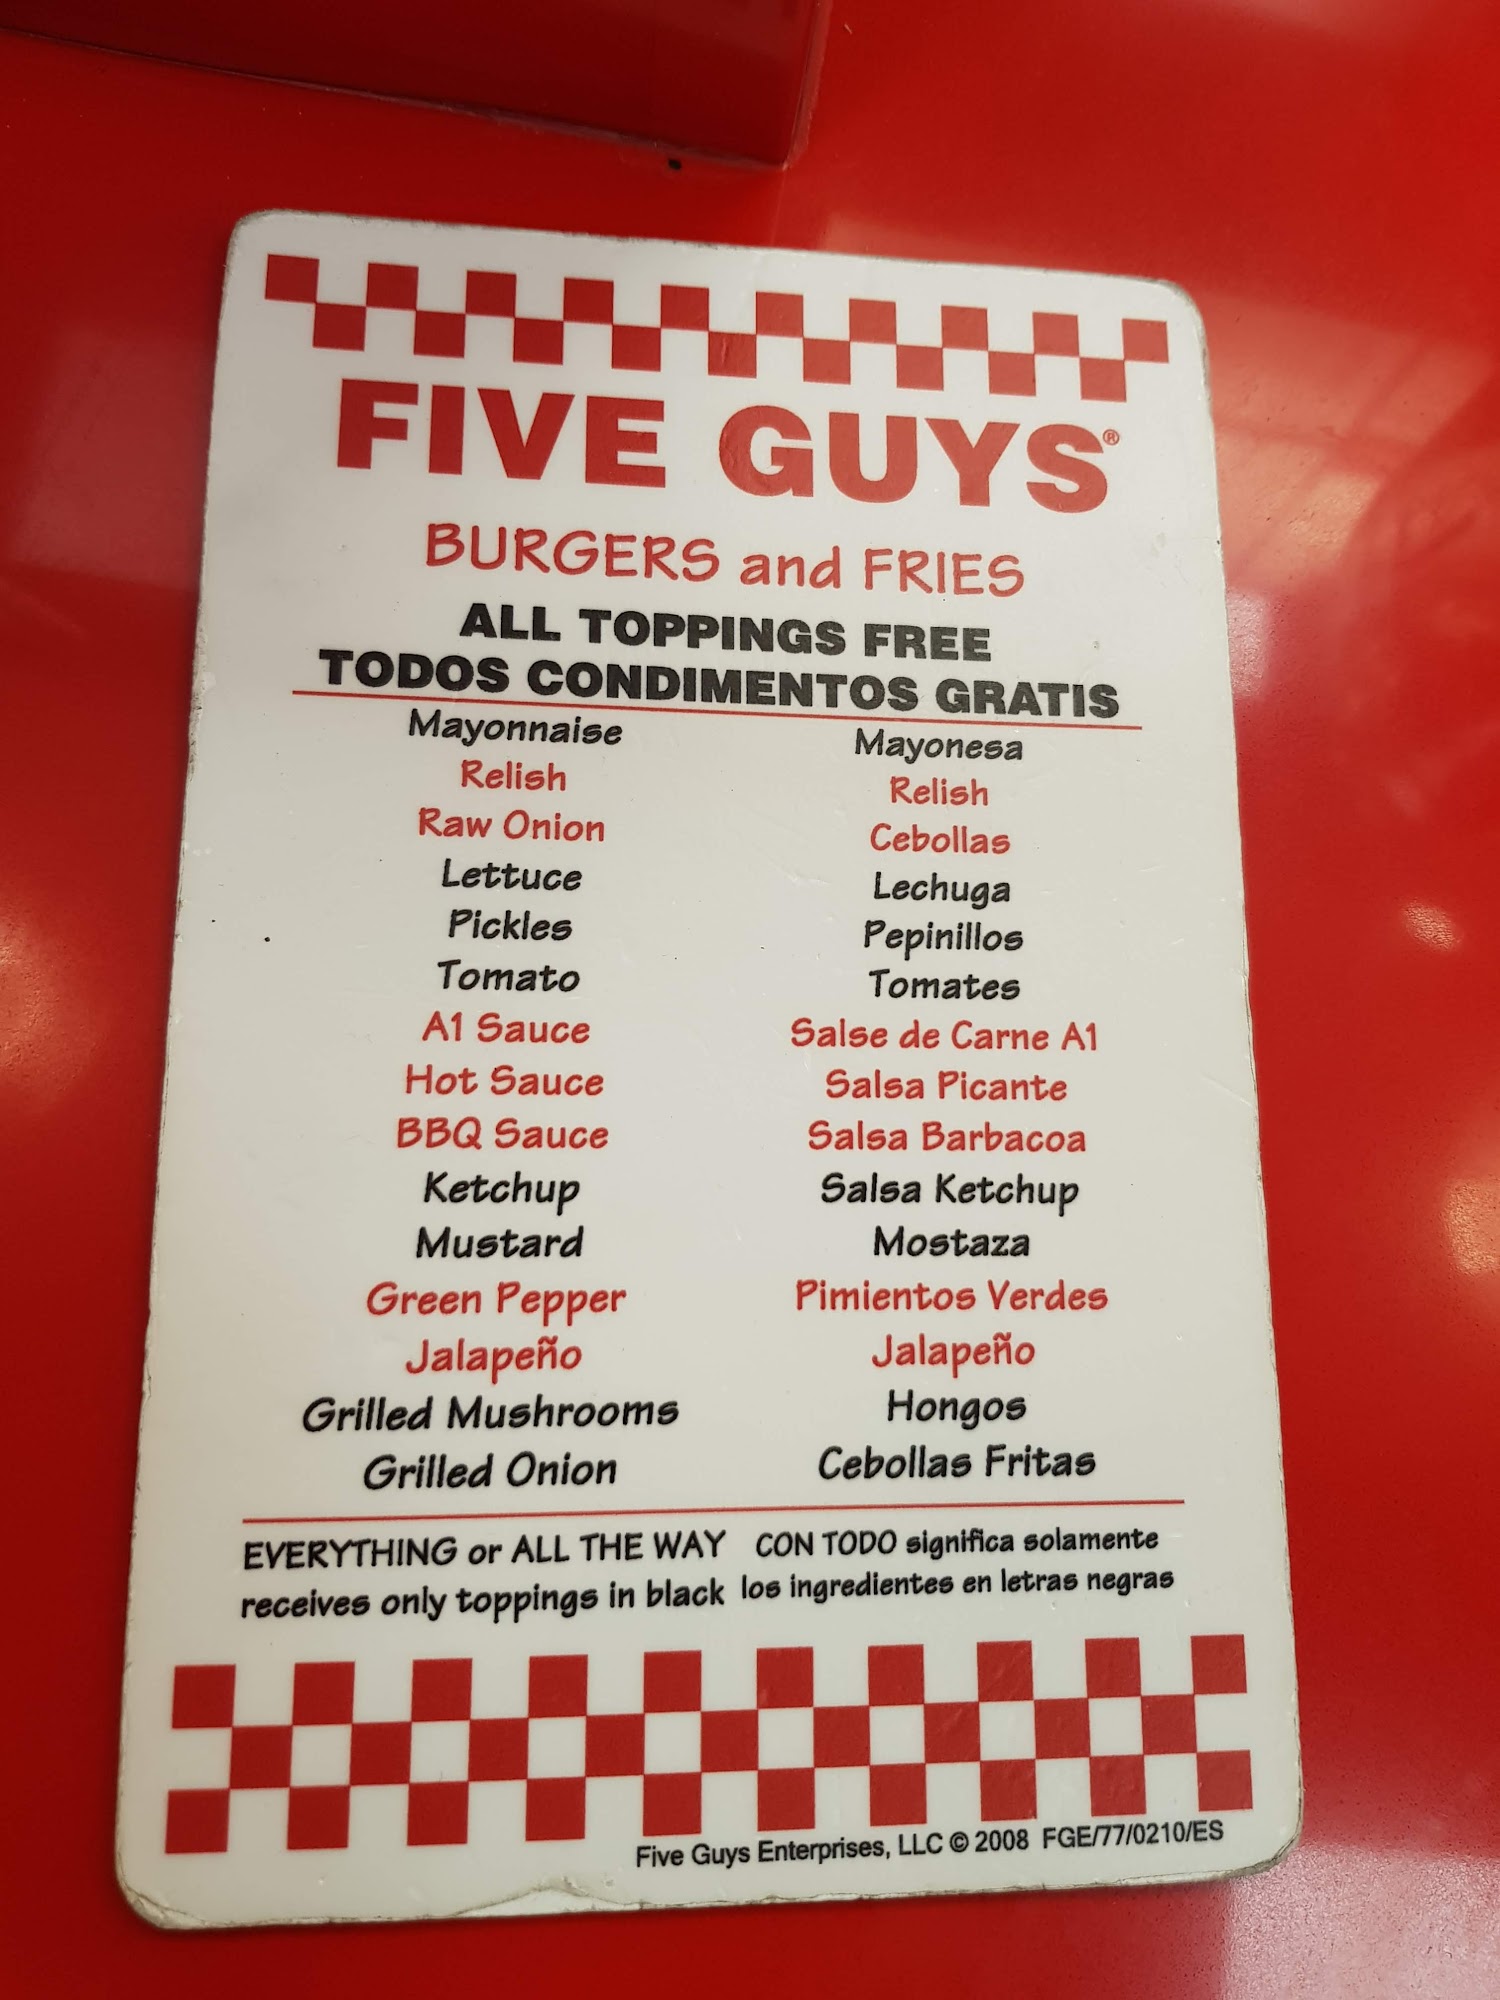 FIVE GUYS®
BURGERS and FRIES
ALL TOPPINGS FREE
TODOS CONDIMENTOS GRATIS
Mayonnaise Mayonesa
Relish Relish
Raw Onion Cebollas
Lettuce Lechuga
Pickles Pepinillos
Tomato Tomates
A1 Sauce Salse de Carne A1
Hot Sauce Salsa Picante
BBQ Sauce Salsa Barbacoa
Ketchup Salsa Ketchup
Mustard Mostaza
Green Pepper Pimientos Verdes
Jalapeño Jalapeño
Grilled Mushrooms Hongos
Grilled Onion Cebollas Fritas
EVERYTHING or ALL THE WAY CON TODO significa solamente
receives only toppings in black los ingredientes en letras negras
Five Guys Enterprises, LLC © 2008 FGE/77/0210/ES